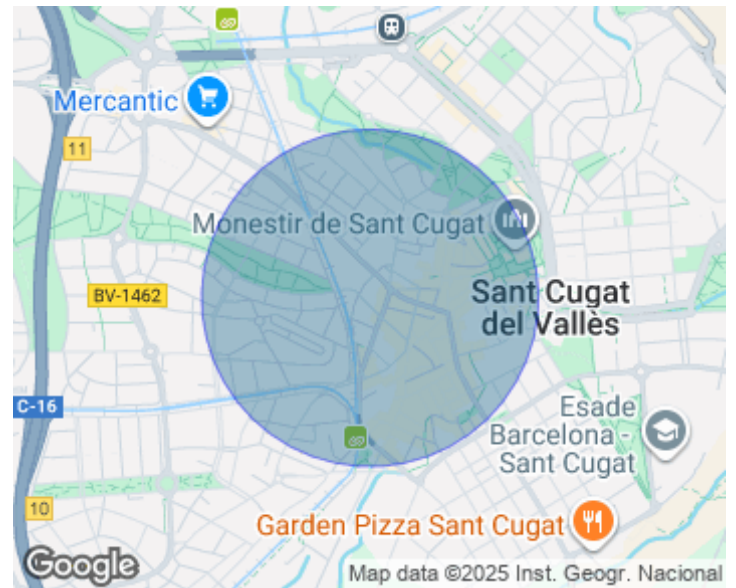 Mercantic
11
Monestir de Sant Cugat
BV-1462
Sant Cugat
del Vallès
C-16
Esade
Barcelona -
Sant Cugat
10
Garden Pizza Sant Cugat
Google
Map data ©2025 Inst. Geogr. Nacional